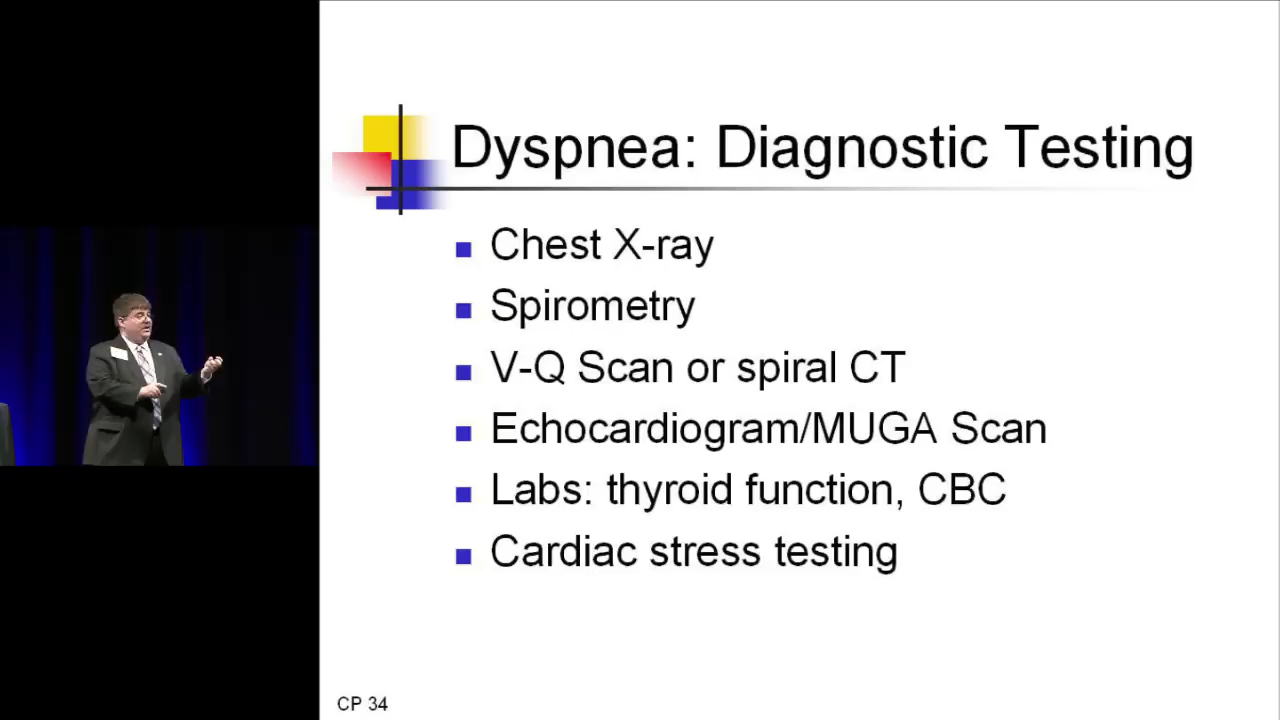 Dyspnea: Diagnostic Testing
Chest X-ray
Spirometry
V-Q Scan or spiral CT
Echocardiogram/MUGA Scan
Labs: thyroid function, CBC
Cardiac stress testing
CP 34